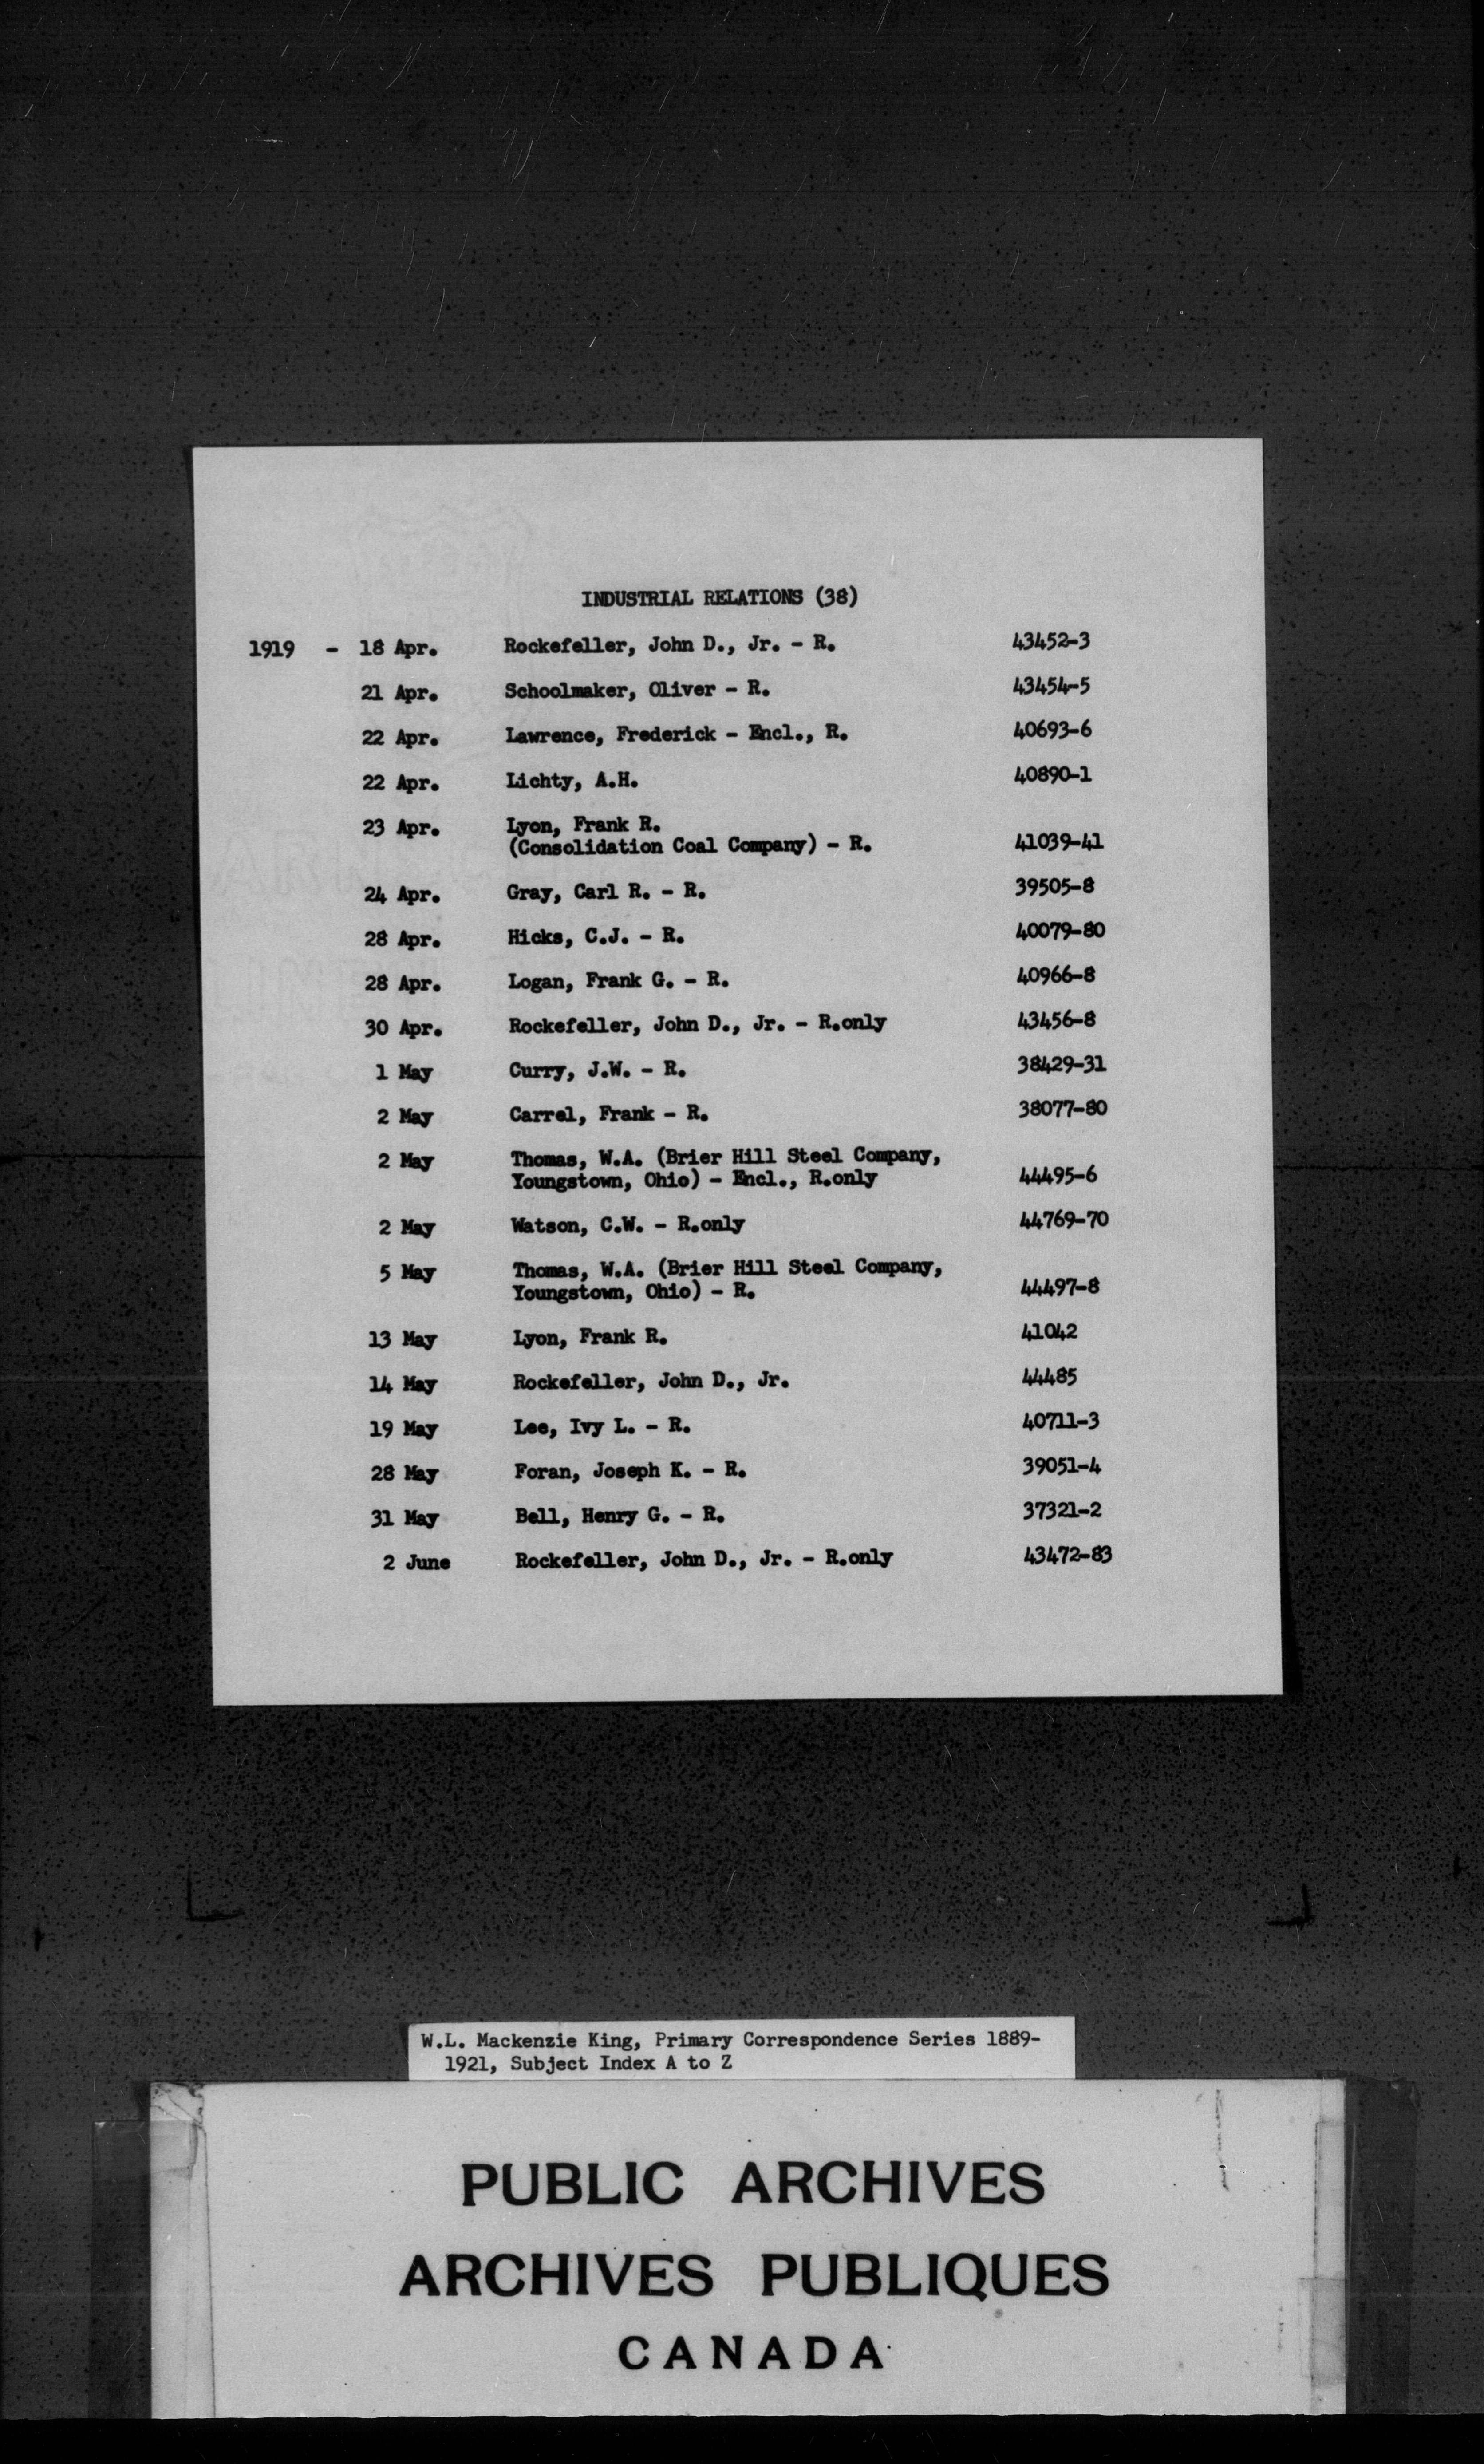 INDUSTRIAL RELATIONS (38)
1919 - 18 Apr. Rockefeller, John D., Jr. - R. 43452-3
21 Apr. Schoolmaker, Oliver - R. 43454-5
22 Apr. Lawrence, Frederick - Encl., R. 40693-6
22 Apr. Lichty, A.H. 40890-1
23 Apr. Lyon, Frank R.
(Consolidation Coal Company) - R. 41039-41
24 Apr. Gray, Carl R. - R. 39505-8
28 Apr. Hicks, C.J. - R. 40079-80
28 Apr. Logan, Frank G. - R. 40966-8
30 Apr. Rockefeller, John D., Jr. - R.only 43456-8
1 May Curry, J.W. - R. 38429-31
2 May Carrel, Frank - R. 38077-80
2 May Thomas, W.A. (Brier Hill Steel Company,
Youngstown, Ohio) - Encl., R.only 44495-6
2 May Watson, C.W. - R.only 44769-70
5 May Thomas, W.A. (Brier Hill Steel Company,
Youngstown, Ohio) - R. 44497-8
13 May Lyon, Frank R. 41042
14 May Rockefeller, John D., Jr. 44485
19 May Lee, Ivy L. - R. 40711-3
28 May Foran, Joseph K. - R. 39051-4
31 May Bell, Henry G. - R. 37321-2
2 June Rockefeller, John D., Jr. - R.only 43472-83
W.L. Mackenzie King, Primary Correspondence Series 1889-
1921, Subject Index A to Z
PUBLIC ARCHIVES
ARCHIVES PUBLIQUES
CANADA